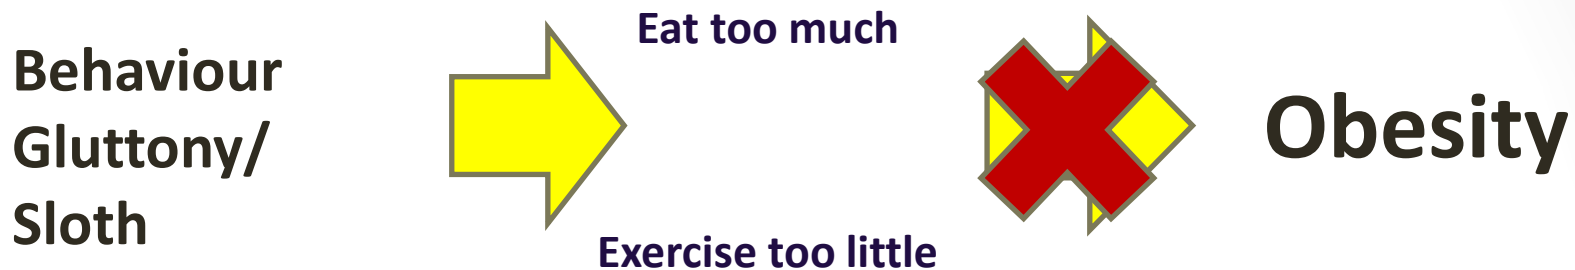 Behaviour
Gluttony/
Sloth
Eat too much
Exercise too little
Obesity